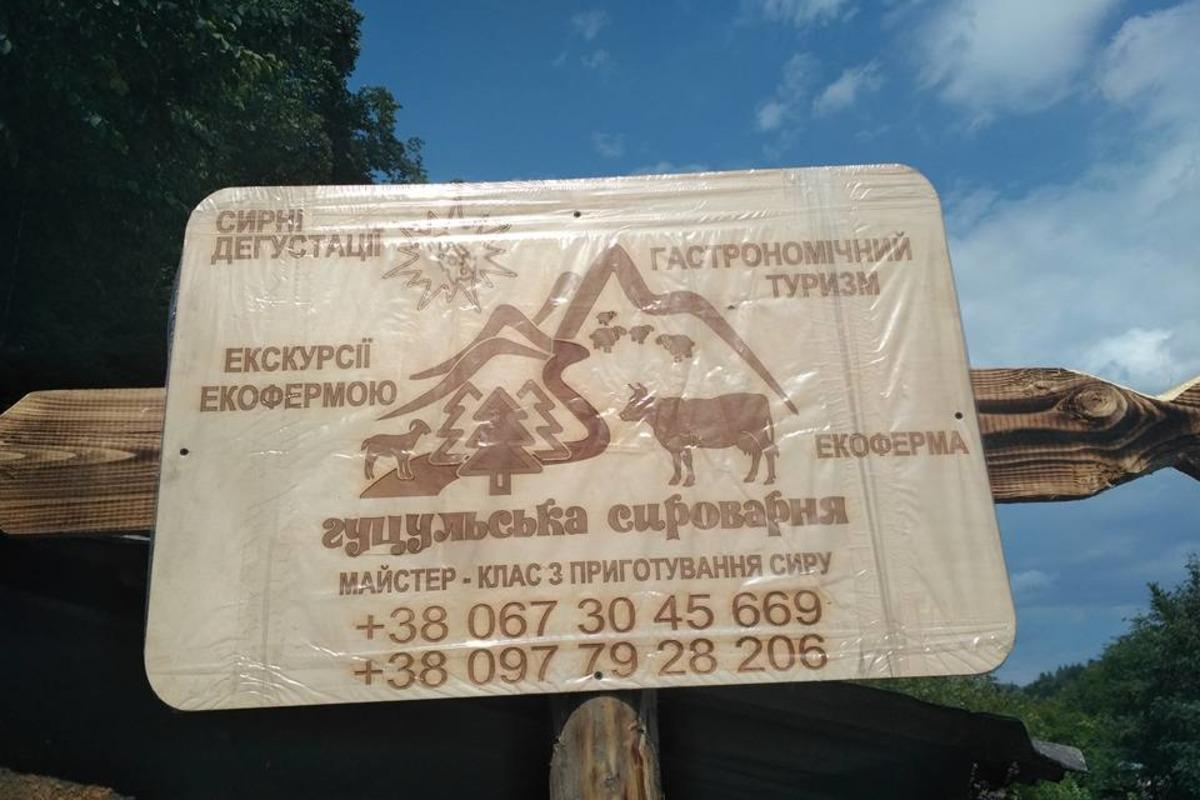 СИРНІ
ДЕГУСТАЦІЇ
ГАСТРОНОМІЧНИЙ
ТУРИЗМ
ЕКСКУРСІЇ
ЕКОФЕРМОЮ
ЕКОФЕРМА
гуцульська сироварня
МАЙСТЕР - КЛАС З ПРИГОТУВАННЯ СИРУ
+38 067 30 45 669
+38 097 79 28 206